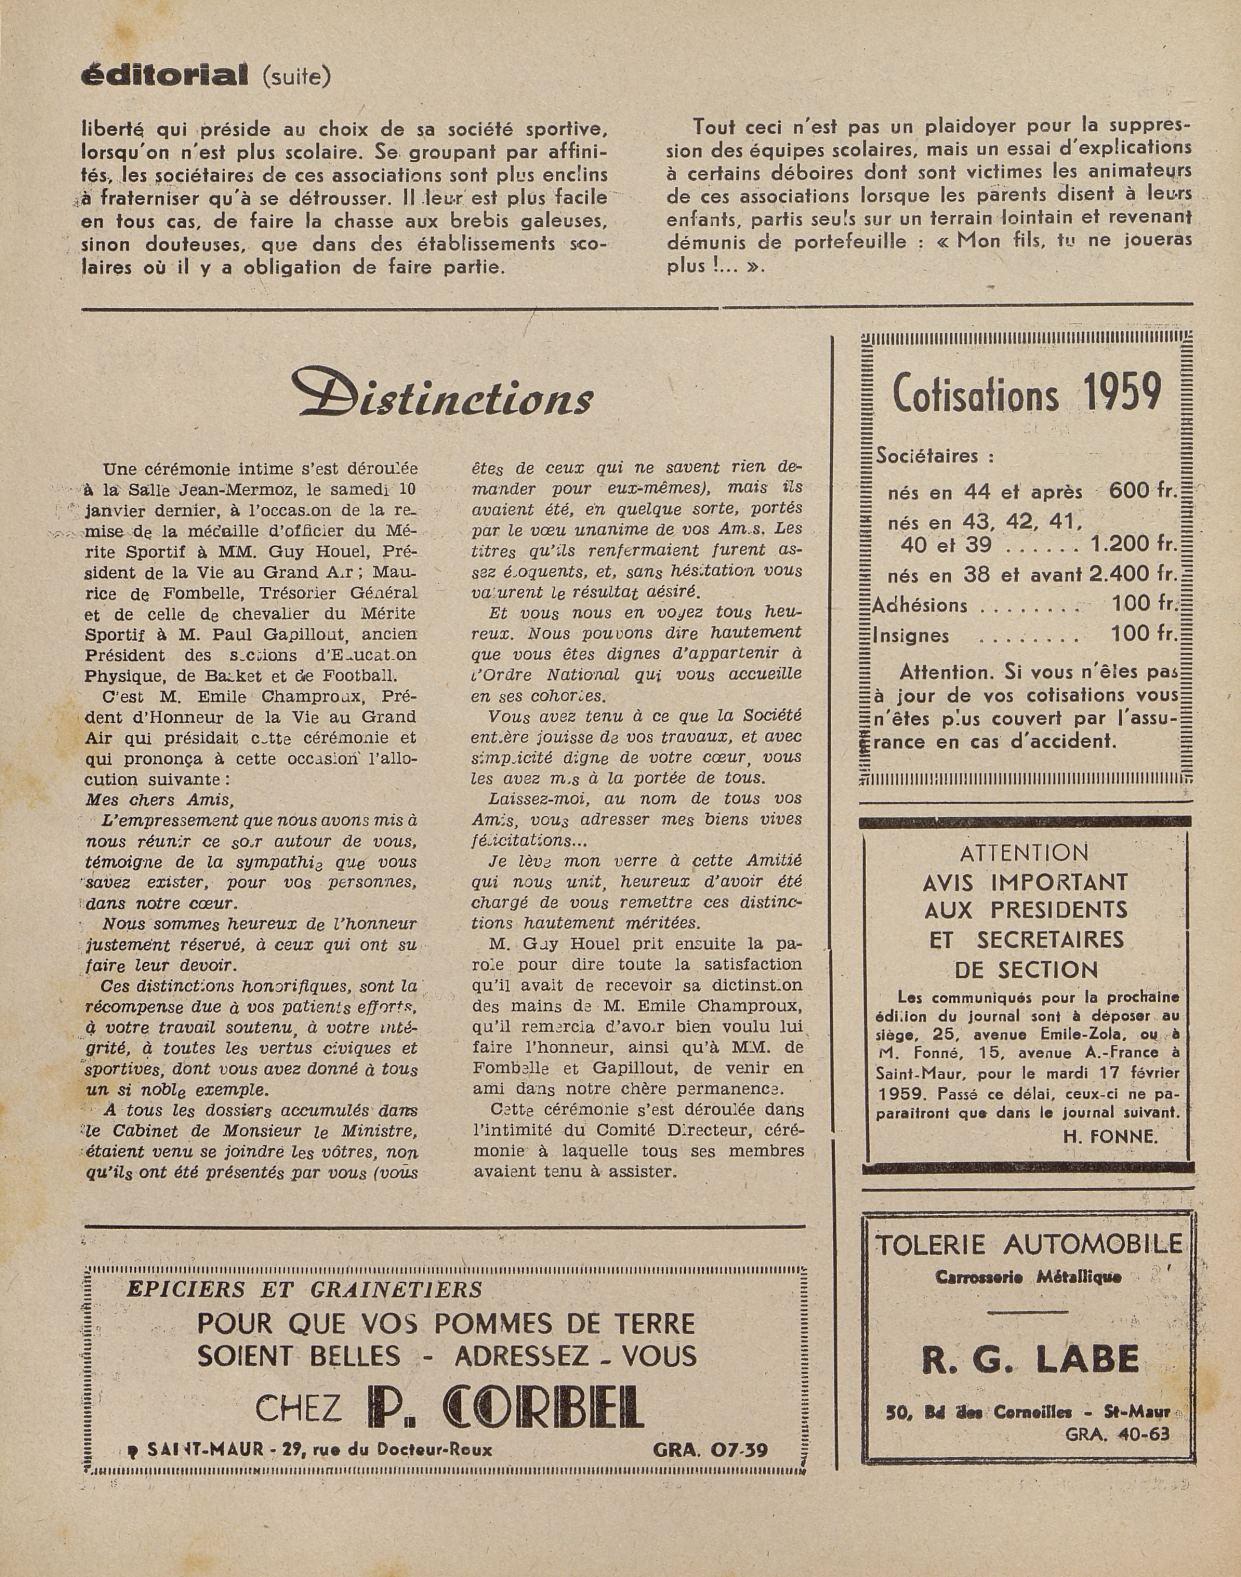 éditorial (suite)
liberté qui préside au choix de sa société sportive,
lorsqu'on n'est plus scolaire. Se groupant par affini-
tés, les sociétaires de ces associations sont plus enclins
à fraterniser qu'à se détrousser. Il leur est plus facile
en tous cas, de faire la chasse aux brebis galeuses,
sinon douteuses, que dans des établissements sco-
laires où il y a obligation de faire partie.
Tout ceci n'est pas un plaidoyer pour la suppres-
sion des équipes scolaires, mais un essai d'explications
à certains déboires dont sont victimes les animateurs
de ces associations lorsque les parents disent à leurs
enfants, partis seuls sur un terrain lointain et revenant
démunis de portefeuille : « Mon fils, tu ne joueras
plus !... ».
Distinctions
Une cérémonie intime s'est déroulée
à la Salle Jean-Mermoz, le samedi 10
janvier dernier, à l'occasion de la re-
mise de la médaille d'officier du Mé-
rite Sportif à MM. Guy Houel, Pré-
sident de la Vie au Grand Air ; Mau-
rice de Fombelle, Trésorier Général
et de celle de chevalier du Mérite
Sportif à M. Paul Gapillout, ancien
Président des sections d'Education
Physique, de Basket et de Football.
C'est M. Emile Champroux, Pré-
dent d'Honneur de la Vie au Grand
Air qui présidait cette cérémonie et
qui prononça à cette occasion l'allo-
cution suivante :
Mes chers Amis,
L'empressement que nous avons mis à
nous réunir ce soir autour de vous,
témoigne de la sympathie que vous
savez exister, pour vos personnes,
dans notre cœur.
Nous sommes heureux de l'honneur
justement réservé, à ceux qui ont su
faire leur devoir.
Ces distinctions honorifiques, sont la
récompense due à vos patients efforts,
à votre travail soutenu, à votre inté-
grité, à toutes les vertus civiques et
sportives, dont vous avez donné à tous
un si noble exemple.
A tous les dossiers accumulés dans
le Cabinet de Monsieur le Ministre,
étaient venu se joindre les vôtres, non
qu'ils ont été présentés par vous (vous
êtes de ceux qui ne savent rien de-
mander pour eux-mêmes), mais ils
avaient été, en quelque sorte, portés
par le vœu unanime de vos Amis. Les
titres qu'ils renfermaient furent as-
sez éloquents, et, sans hésitation vous
valurent le résultat désiré.
Et vous nous en voyez tous heu-
reux. Nous pouvons dire hautement
que vous êtes dignes d'appartenir à
l'Ordre National qui vous accueille
en ses cohortes.
Vous avez tenu à ce que la Société
entière jouisse de vos travaux, et avec
simplicité digne de votre cœur, vous
les avez mis à la portée de tous.
Laissez-moi, au nom de tous vos
Amis, vous adresser mes biens vives
félicitations...
Je lève mon verre à cette Amitié
qui nous unit, heureux d'avoir été
chargé de vous remettre ces distinc-
tions hautement méritées.
M. Guy Houel prit ensuite la pa-
role pour dire toute la satisfaction
qu'il avait de recevoir sa dictinstion
des mains de M. Emile Champroux,
qu'il remercia d'avoir bien voulu lui
faire l'honneur, ainsi qu'à MM. de
Fombelle et Gapillout, de venir en
ami dans notre chère permanence.
Cette cérémonie s'est déroulée dans
l'intimité du Comité Directeur, céré-
monie à laquelle tous ses membres
avaient tenu à assister.
Cotisations 1959
Sociétaires :
nés en 44 et après 600 fr.
nés en 43, 42, 41,
40 et 39 ...... 1.200 fr.
nés en 38 et avant 2.400 fr.
Adhésions ........ 100 fr.
Insignes ........ 100 fr.
Attention. Si vous n'êtes pas
à jour de vos cotisations vous
n'êtes plus couvert par l'assu-
rance en cas d'accident.
ATTENTION
AVIS IMPORTANT
AUX PRESIDENTS
ET SECRETAIRES
DE SECTION
Les communiqués pour la prochaine
édition du journal sont à déposer au
siège, 25, avenue Emile-Zola, ou à
M. Fonné, 15, avenue A.-France à
Saint-Maur, pour le mardi 17 février
1959. Passé ce délai, ceux-ci ne pa-
paraîtront que dans le journal suivant.
H. FONNE.
EPICIERS ET GRAINETIERS
POUR QUE VOS POMMES DE TERRE
SOIENT BELLES - ADRESSEZ - VOUS
CHEZ P. CORBEL
SAINT-MAUR - 29, rue du Docteur-Roux GRA. 07-39
TOLERIE AUTOMOBILE
Carrosserie Métallique
R. G. LABE
50, Bd des Corneilles - St-Maur
GRA. 40-63